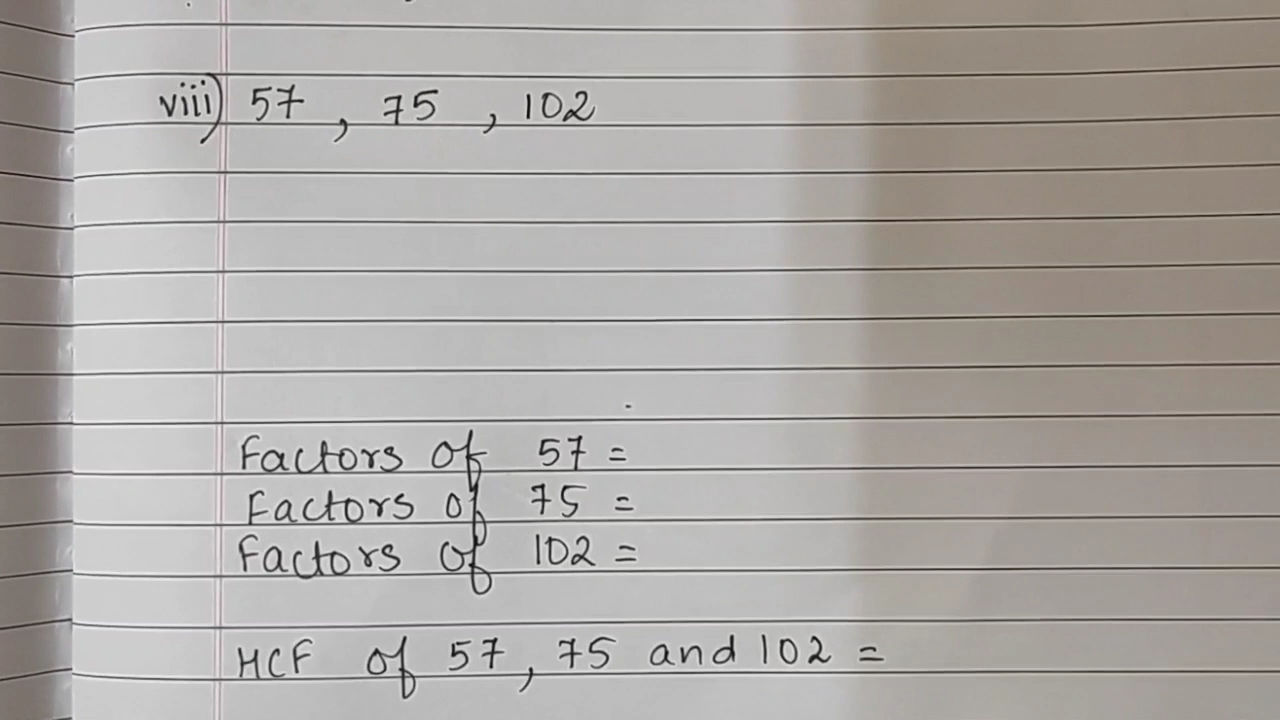 viii) 57 , 75 , 102
Factors of 57 =
Factors of 75 =
Factors of 102 =
HCF of 57, 75 and 102 =